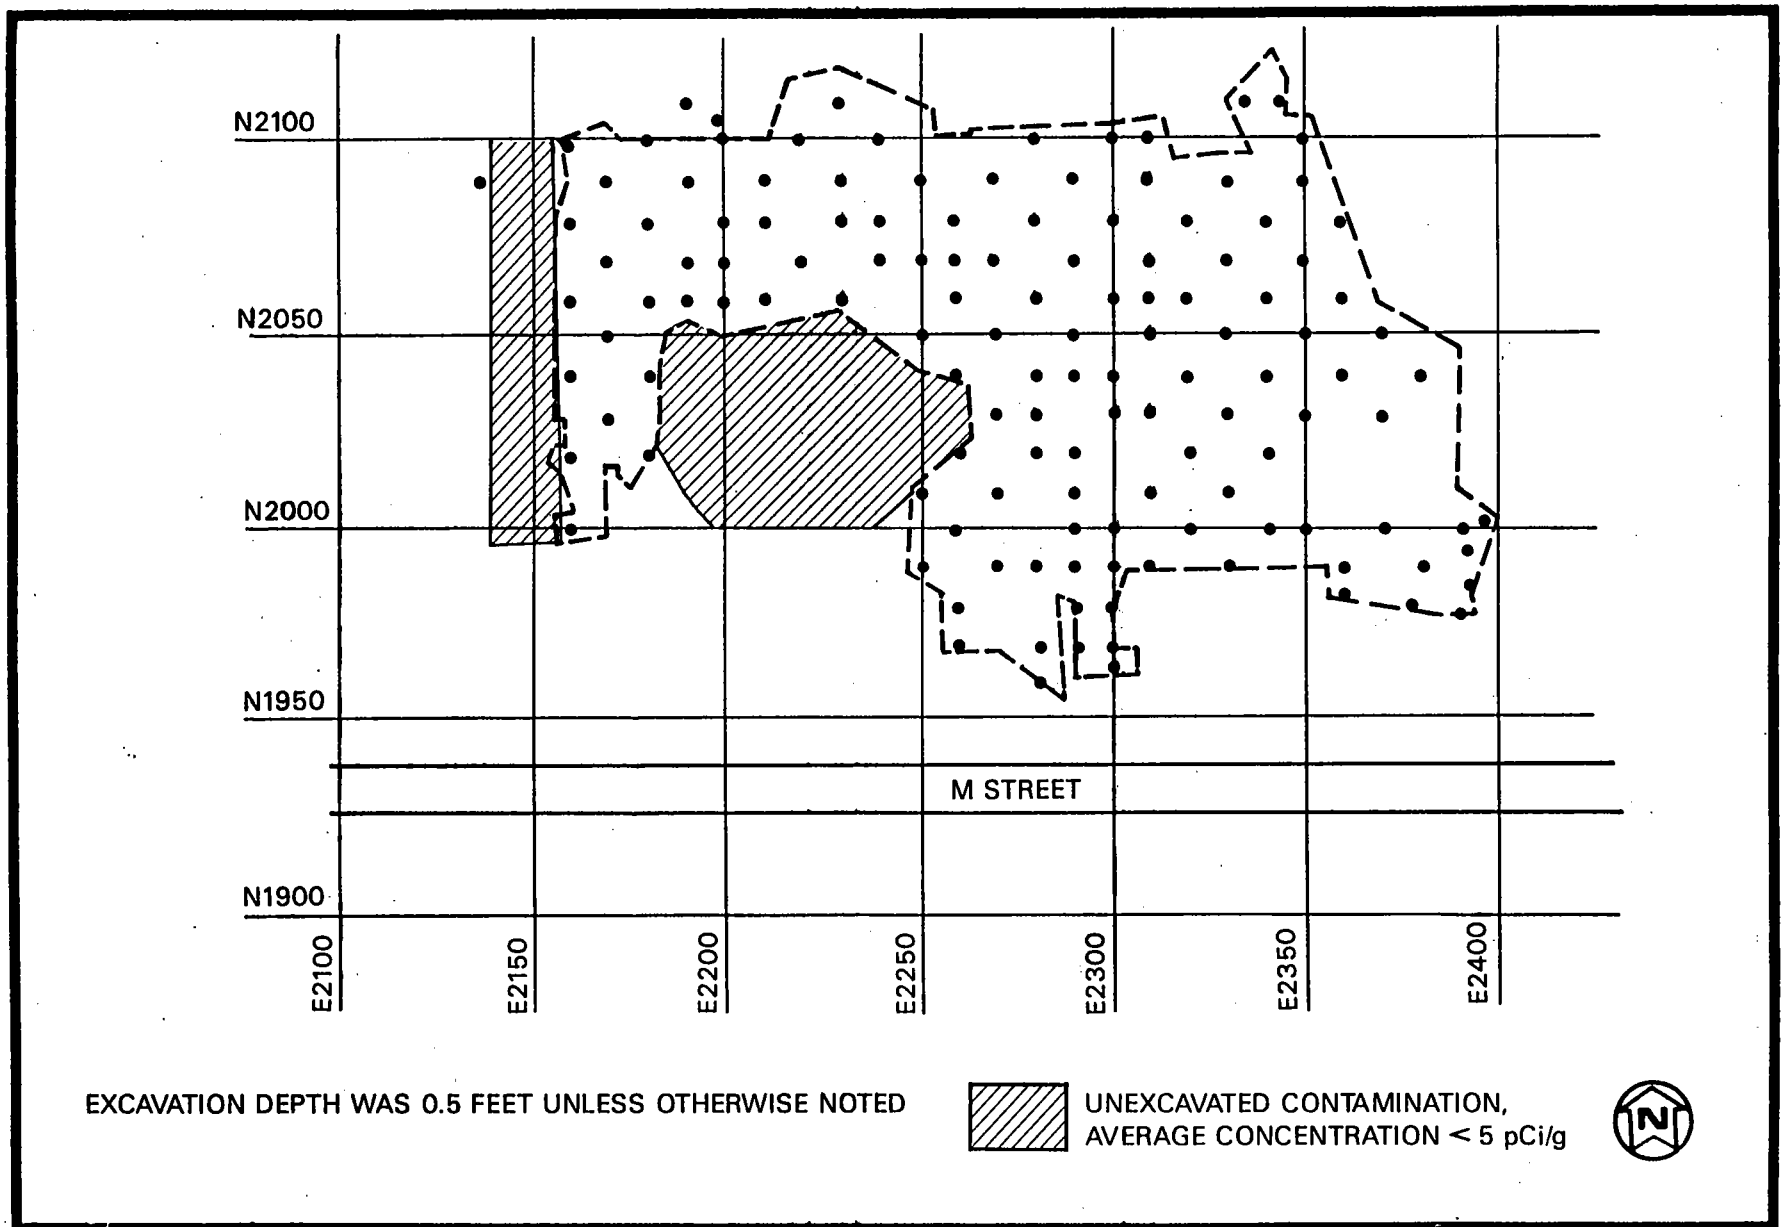 N2100
N2050
N2000
N1950
M STREET
N1900
E2100
E2150
E2200
E2250
E2300
E2350
E2400
EXCAVATION DEPTH WAS 0.5 FEET UNLESS OTHERWISE NOTED
UNEXCAVATED CONTAMINATION,
AVERAGE CONCENTRATION < 5 pCi/g
N